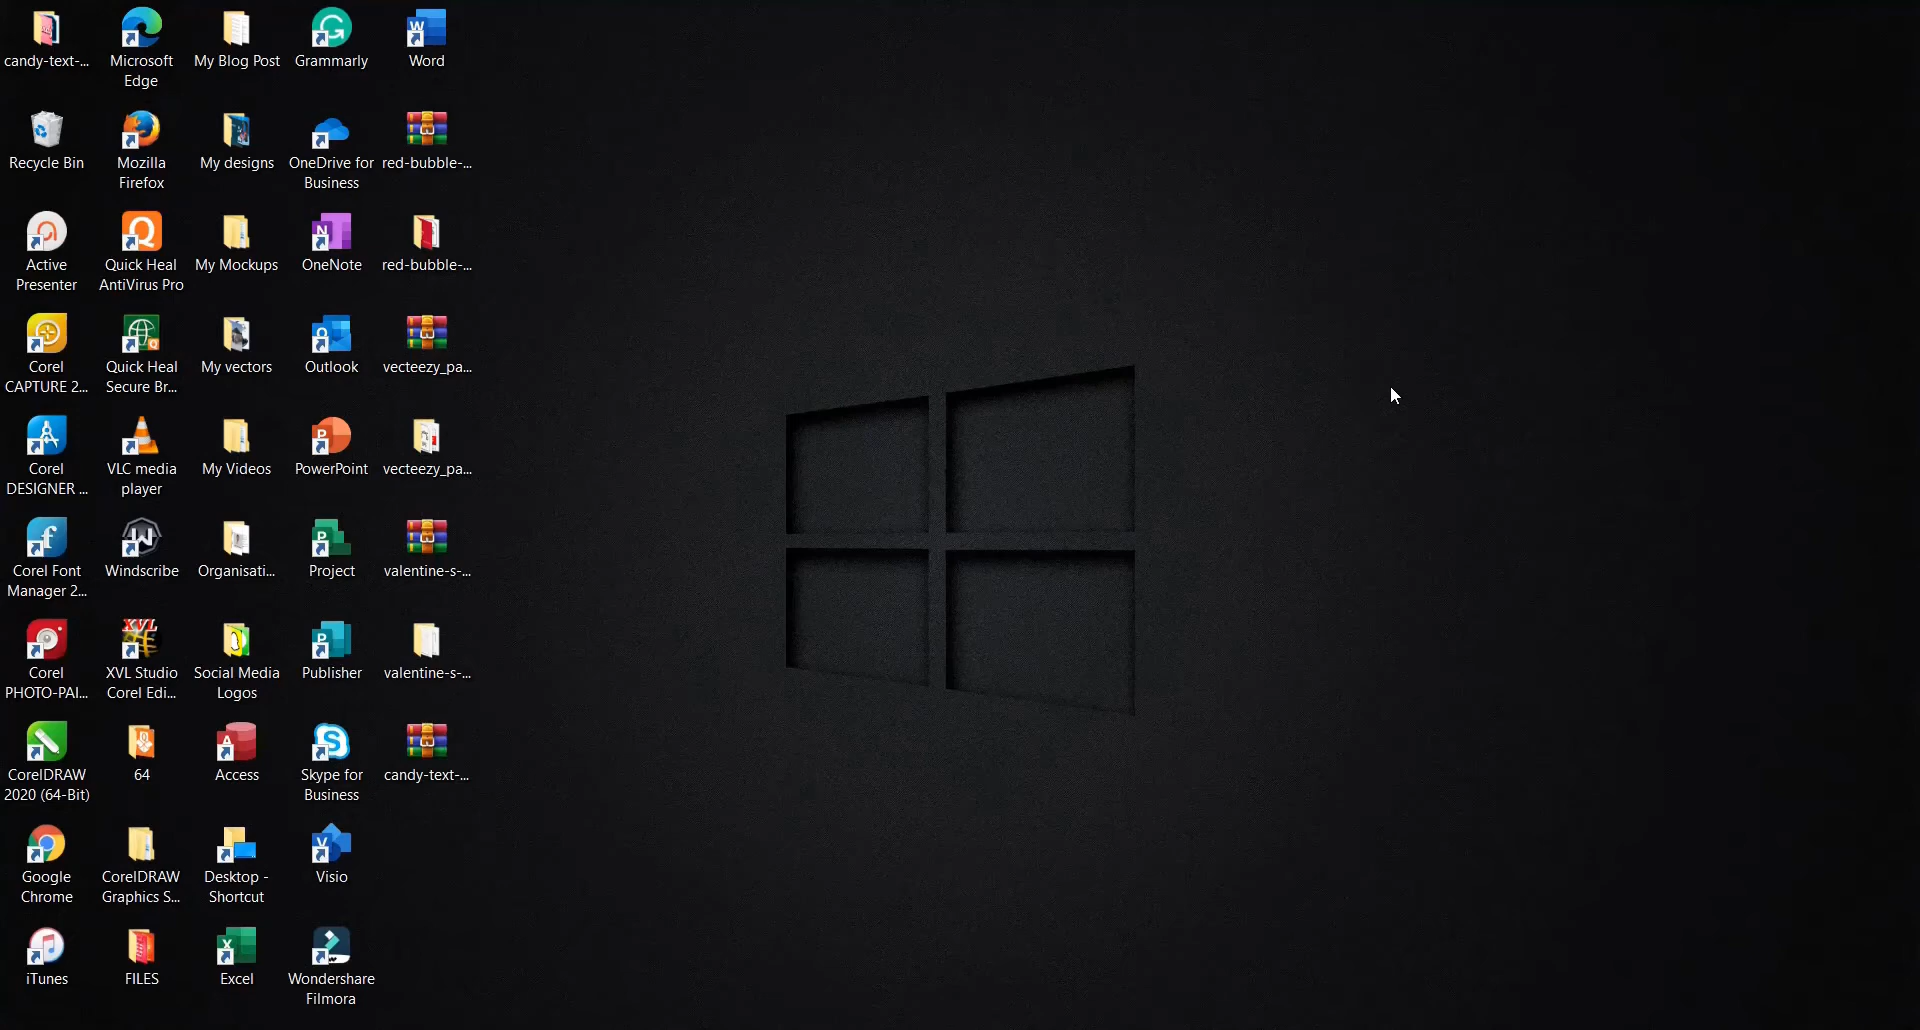 candy-text-...
Microsoft
Edge
My Blog Post
Grammarly
Word
Recycle Bin
Mozilla
Firefox
My designs
OneDrive for
Business
red-bubble-...
Active
Presenter
Quick Heal
AntiVirus Pro
My Mockups
OneNote
red-bubble-...
Corel
CAPTURE 2...
Quick Heal
Secure Br...
My vectors
Outlook
vecteezy_pa...
Corel
DESIGNER ...
VLC media
player
My Videos
PowerPoint
vecteezy_pa...
Corel Font
Manager 2...
Windscribe
Organisati...
Project
valentine-s-...
Corel
PHOTO-PAI...
XVL Studio
Corel Edi...
Social Media
Logos
Publisher
valentine-s-...
CorelDRAW
2020 (64-Bit)
64
Access
Skype for
Business
candy-text-...
Google
Chrome
CorelDRAW
Graphics S...
Desktop -
Shortcut
Visio
iTunes
FILES
Excel
Wondershare
Filmora